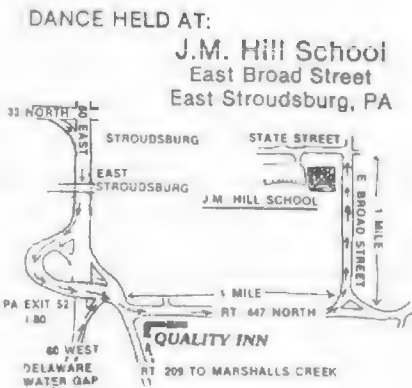 DANCE HELD AT:
J.M. Hill School
East Broad Street
East Stroudsburg, PA
33 NORTH
80 EAST
STROUDSBURG
STATE STREET
EAST
STROUDSBURG
J.M. HILL SCHOOL
E BROAD STREET
1 MILE
PA EXIT 52
I-80
1 MILE
RT 447 NORTH
80 WEST
QUALITY INN
DELAWARE
WATER GAP
RT 209 TO MARSHALLS CREEK